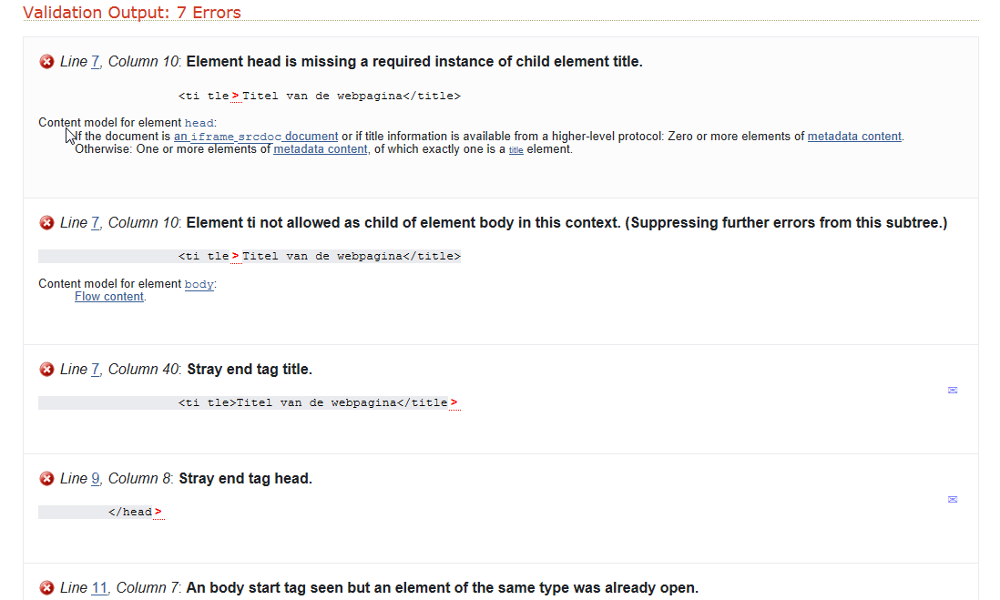 Validation Output: 7 Errors
Line 7, Column 10: Element head is missing a required instance of child element title.
<ti tle>Titel van de webpagina</title>
Content model for element head:
If the document is an iframe srcdoc document or if title information is available from a higher-level protocol: Zero or more elements of metadata content.
Otherwise: One or more elements of metadata content, of which exactly one is a title element.
Line 7, Column 10: Element ti not allowed as child of element body in this context. (Suppressing further errors from this subtree.)
<ti tle>Titel van de webpagina</title>
Content model for element body:
Flow content.
Line 7, Column 40: Stray end tag title.
<ti tle>Titel van de webpagina</title>
Line 9, Column 8: Stray end tag head.
</head>
Line 11, Column 7: An body start tag seen but an element of the same type was already open.